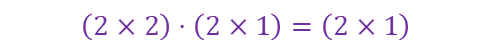 (2 × 2) · (2 × 1) = (2 × 1)